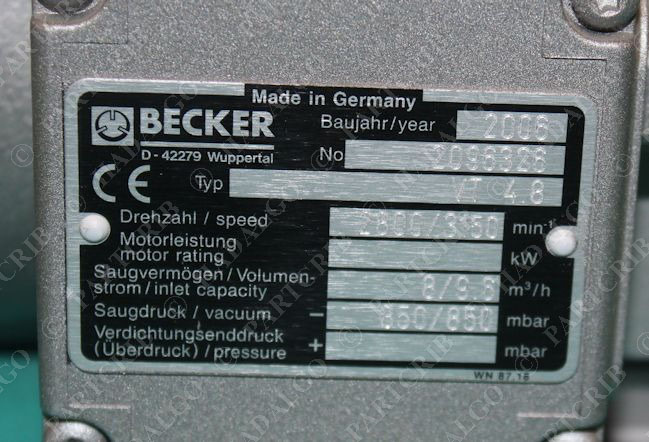 Made in Germany
BECKER
D-42279 Wuppertal
Baujahr/year 2006
No 2096326
CE Typ VT 4.8
Drehzahl / speed 2800/3150 min-¹
Motorleistung
motor rating kW
Saugvermögen/Volumen-
strom/inlet capacity 8/9,6 m³/h
Saugdruck / vacuum – 850/850 mbar
Verdichtungsenddruck
(Überdruck) / pressure + mbar
WN 87.16
PARTCRIB
ADALGO